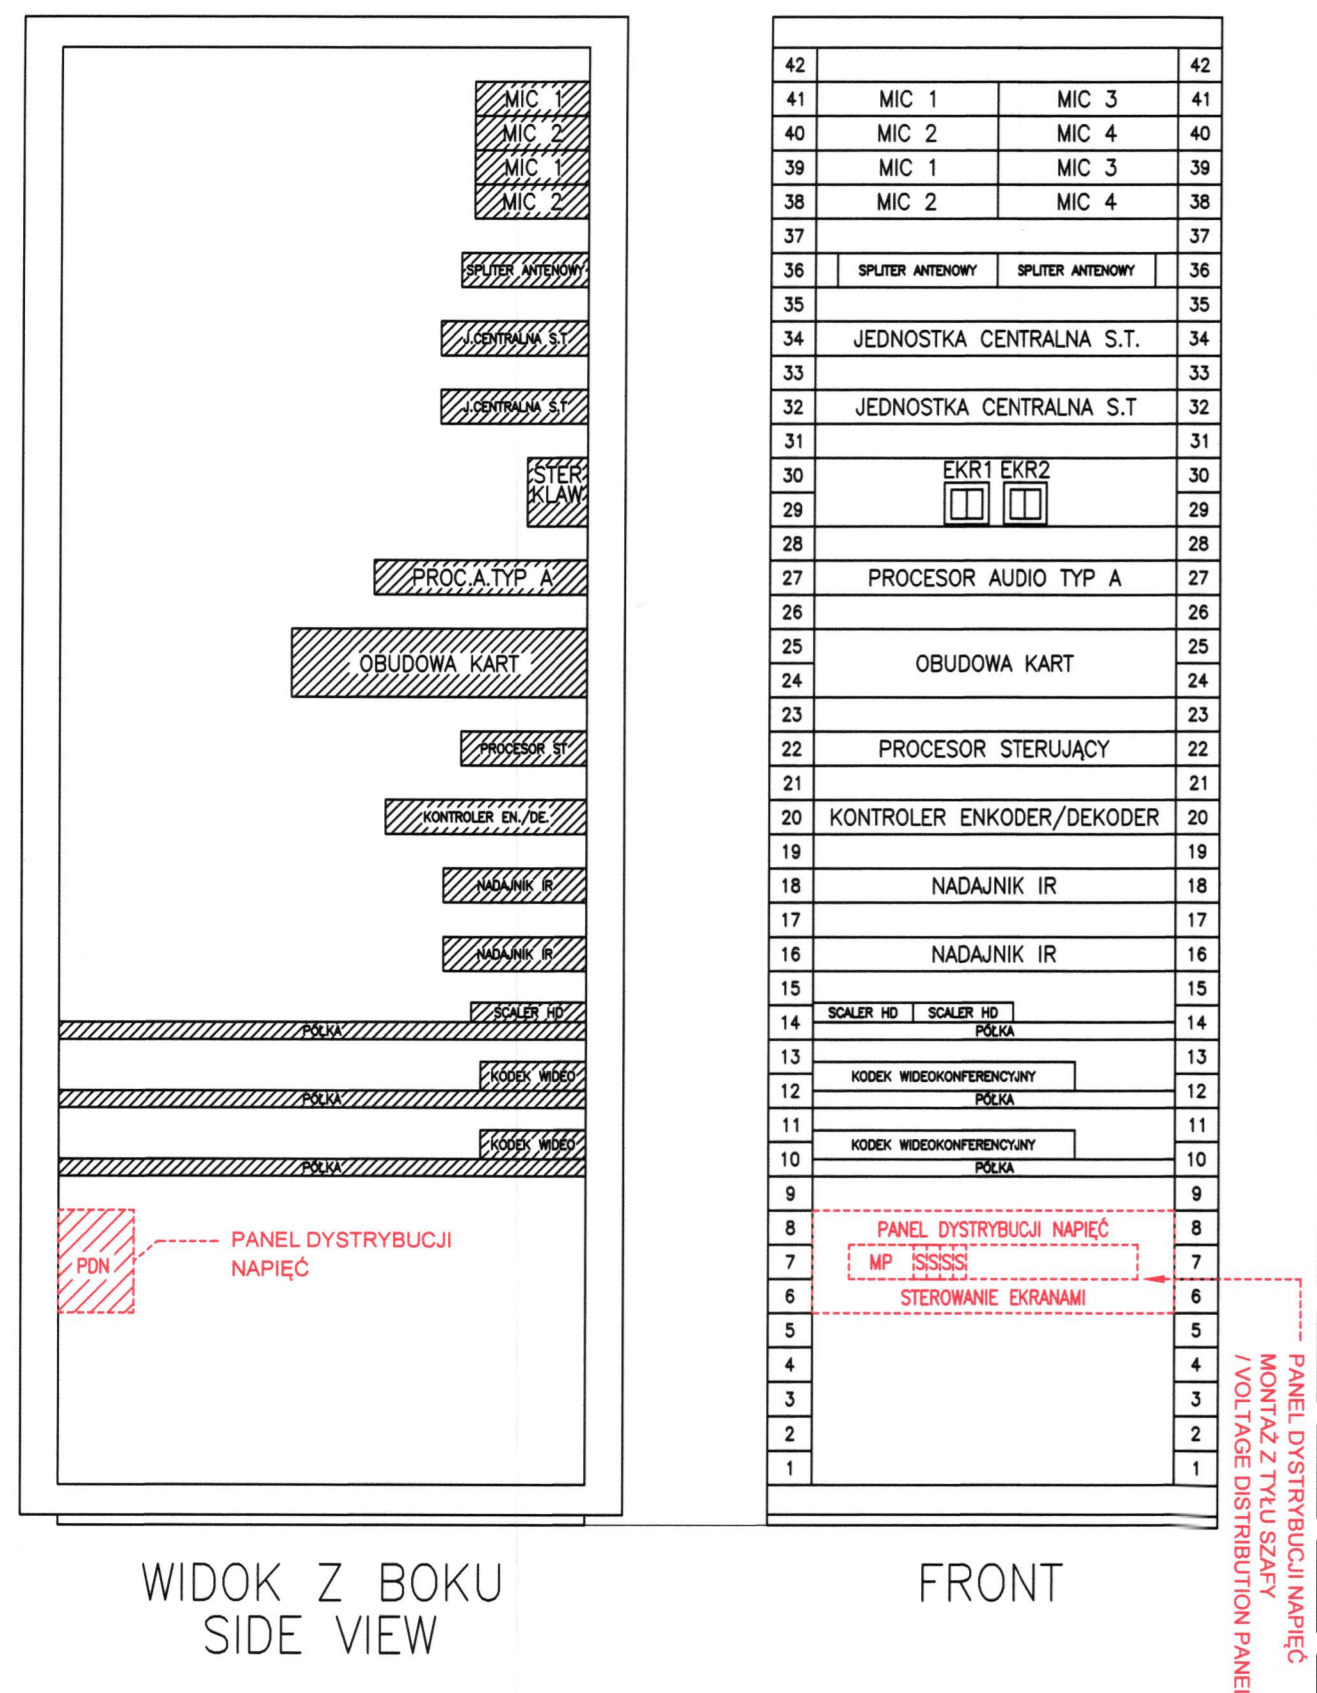 MIC 1
MIC 2
MIC 1
MIC 2
SPLITER ANTENOWY
J.CENTRALNA S.T.
J.CENTRALNA S.T
STER
KLAW
PROC.A.TYP A
OBUDOWA KART
PROCESOR ST
KONTROLER EN./DE.
NADAJNIK IR
NADAJNIK IR
SCALER HD
PÓŁKA
KODEK WIDEO
PÓŁKA
KODEK WIDEO
PÓŁKA
PDN
PANEL DYSTRYBUCJI
NAPIĘĆ
WIDOK Z BOKU
SIDE VIEW
42 42
41 MIC 1 MIC 3 41
40 MIC 2 MIC 4 40
39 MIC 1 MIC 3 39
38 MIC 2 MIC 4 38
37 37
36 SPLITER ANTENOWY SPLITER ANTENOWY 36
35 35
34 JEDNOSTKA CENTRALNA S.T. 34
33 33
32 JEDNOSTKA CENTRALNA S.T 32
31 31
30 EKR1 EKR2 30
29 29
28 28
27 PROCESOR AUDIO TYP A 27
26 26
25 25
OBUDOWA KART
24 24
23 23
22 PROCESOR STERUJĄCY 22
21 21
20 KONTROLER ENKODER/DEKODER 20
19 19
18 NADAJNIK IR 18
17 17
16 NADAJNIK IR 16
15 15
SCALER HD SCALER HD
14 14
PÓŁKA
13 13
KODEK WIDEOKONFERENCYJNY
12 12
PÓŁKA
11 11
KODEK WIDEOKONFERENCYJNY
10 10
PÓŁKA
9 9
8 PANEL DYSTRYBUCJI NAPIĘĆ 8
7 MP S S S S 7
6 STEROWANIE EKRANAMI 6
5 5
4 4
3 3
2 2
1 1
FRONT
PANEL DYSTRYBUCJI NAPIĘĆ
MONTAŻ Z TYŁU SZAFY
/ VOLTAGE DISTRIBUTION PANEL